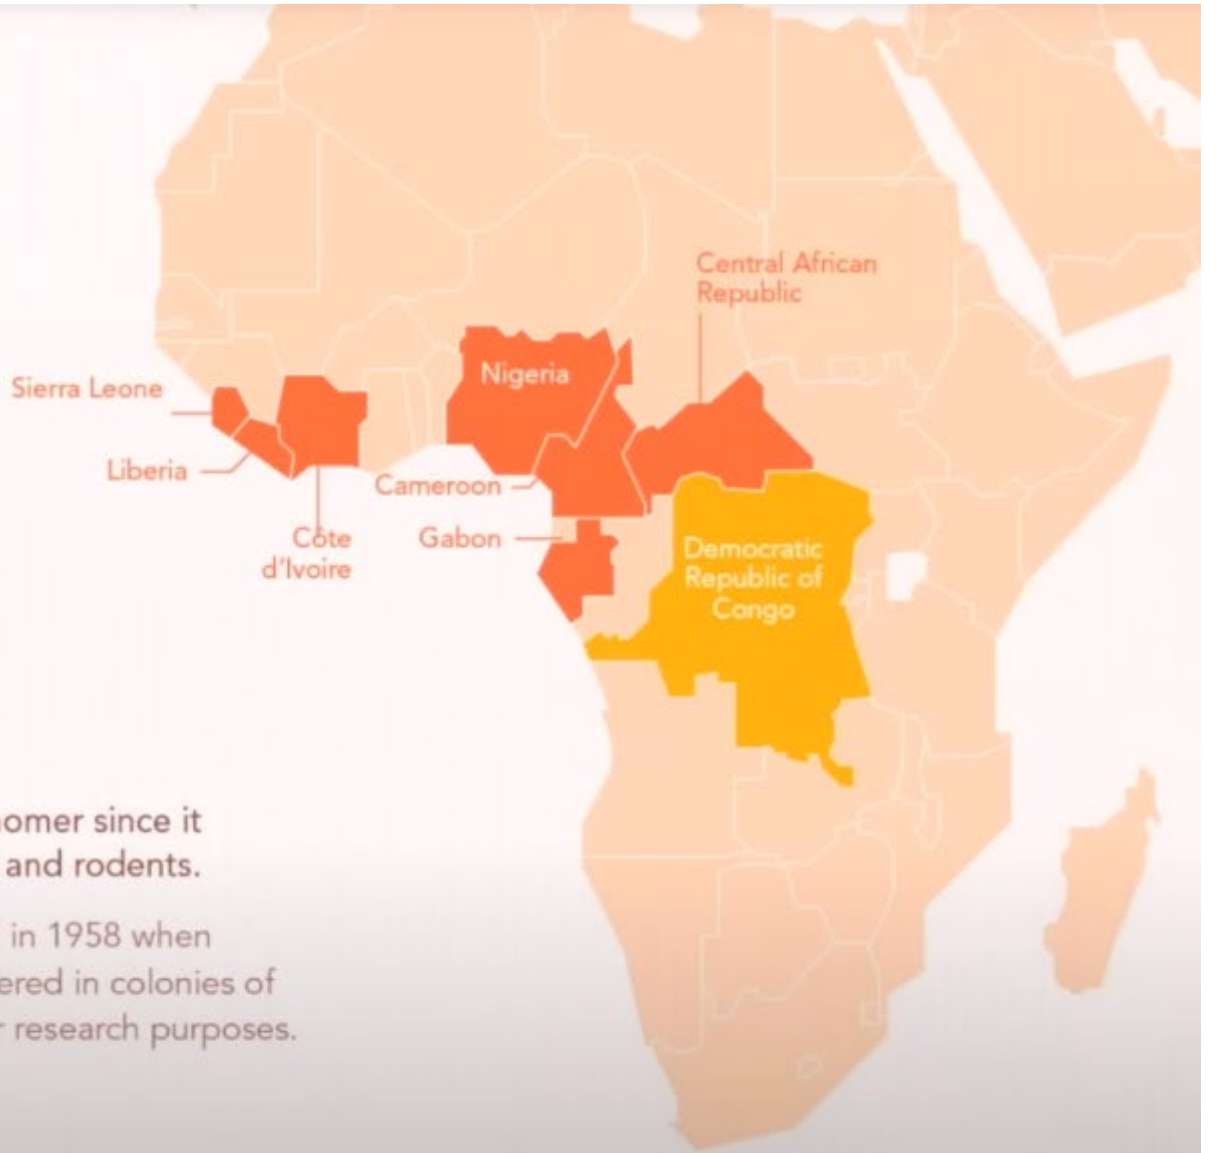 Central African
Republic
Nigeria
Sierra Leone
Liberia
Cameroon
Côte
d'Ivoire
Gabon
Democratic
Republic of
Congo
nomer since it
and rodents.
in 1958 when
ered in colonies of
r research purposes.